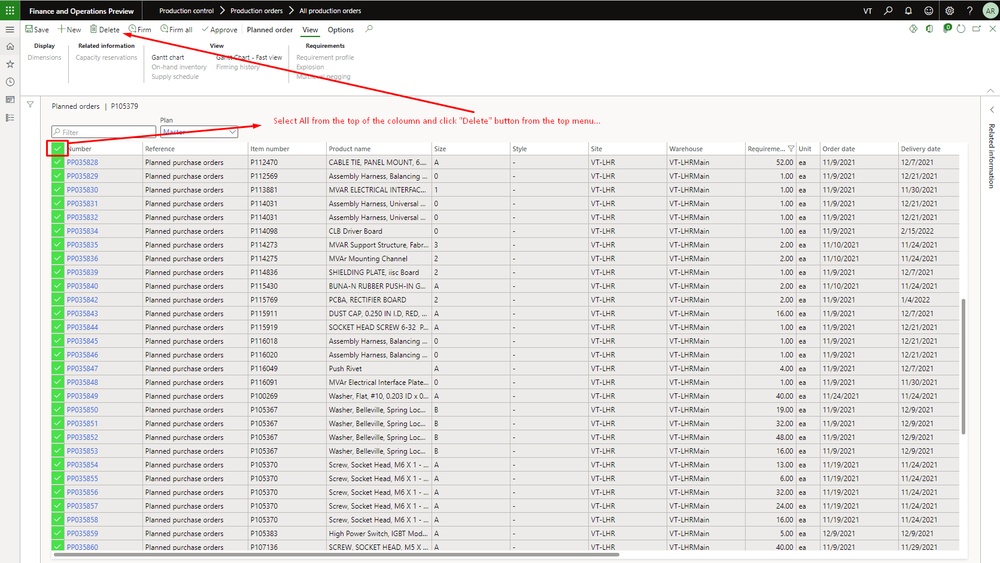 Finance and Operations Preview Production control Production orders All production orders VT AR
Save New Delete Firm Firm all Approve Planned order View Options 0
Display Related information View Requirements
Dimensions Capacity reservations Gantt chart Gantt Chart - Fast view Requirement profile
On-hand inventory Firming history Explosion
Supply schedule Multilevel pegging
Planned orders | P105379
Plan
Select All from the top of the coloumn and click "Delete" button from the top menu...
Filter Master
Number Reference Item number Product name Size Style Site Warehouse Requireme... Unit Order date Delivery date
PP035828 Planned purchase orders P112470 CABLE TIE, PANEL MOUNT, 6.... A - VT-LHR VT-LHRMain 52.00 ea 11/9/2021 12/7/2021
PP035829 Planned purchase orders P112569 Assembly Harness, Balancing ... 0 - VT-LHR VT-LHRMain 1.00 ea 11/9/2021 12/21/2021
PP035830 Planned purchase orders P113881 MVAR ELECTRICAL INTERFAC... 1 - VT-LHR VT-LHRMain 1.00 ea 11/9/2021 11/30/2021
PP035831 Planned purchase orders P114031 Assembly Harness, Universal ... 0 - VT-LHR VT-LHRMain 1.00 ea 11/9/2021 12/21/2021
PP035832 Planned purchase orders P114031 Assembly Harness, Universal ... 0 - VT-LHR VT-LHRMain 1.00 ea 11/9/2021 12/21/2021
PP035834 Planned purchase orders P114098 CLB Driver Board 0 - VT-LHR VT-LHRMain 1.00 ea 11/9/2021 2/15/2022
PP035835 Planned purchase orders P114273 MVAR Support Structure, Fabr... 3 - VT-LHR VT-LHRMain 2.00 ea 11/10/2021 11/24/2021
PP035836 Planned purchase orders P114275 MVAr Mounting Channel 2 - VT-LHR VT-LHRMain 2.00 ea 11/10/2021 11/24/2021
PP035839 Planned purchase orders P114836 SHIELDING PLATE, iisc Board 2 - VT-LHR VT-LHRMain 1.00 ea 11/9/2021 12/7/2021
PP035840 Planned purchase orders P115430 BUNA-N RUBBER PUSH-IN G... A - VT-LHR VT-LHRMain 2.00 ea 11/10/2021 11/24/2021
PP035842 Planned purchase orders P115769 PCBA, RECTIFIER BOARD 2 - VT-LHR VT-LHRMain 2.00 ea 11/9/2021 1/4/2022
PP035843 Planned purchase orders P115911 DUST CAP, 0.250 IN I.D, RED, ... A - VT-LHR VT-LHRMain 16.00 ea 11/9/2021 12/7/2021
PP035844 Planned purchase orders P115919 SOCKET HEAD SCREW 6-32 P... A - VT-LHR VT-LHRMain 1.00 ea 11/9/2021 12/21/2021
PP035845 Planned purchase orders P116018 Assembly Harness, Balancing ... 0 - VT-LHR VT-LHRMain 1.00 ea 11/9/2021 12/21/2021
PP035846 Planned purchase orders P116020 Assembly Harness, Balancing ... 0 - VT-LHR VT-LHRMain 1.00 ea 11/9/2021 12/21/2021
PP035847 Planned purchase orders P116049 Push Rivet A - VT-LHR VT-LHRMain 4.00 ea 11/9/2021 12/7/2021
PP035848 Planned purchase orders P116091 MVAr Electrical Interface Plate... 0 - VT-LHR VT-LHRMain 1.00 ea 11/9/2021 11/30/2021
PP035849 Planned purchase orders P100269 Washer, Flat, #10, 0.203 ID x 0... A - VT-LHR VT-LHRMain 40.00 ea 11/24/2021 11/24/2021
PP035850 Planned purchase orders P105367 Washer, Belleville, Spring Loc... B - VT-LHR VT-LHRMain 19.00 ea 11/9/2021 12/9/2021
PP035851 Planned purchase orders P105367 Washer, Belleville, Spring Loc... B - VT-LHR VT-LHRMain 32.00 ea 11/9/2021 12/9/2021
PP035852 Planned purchase orders P105367 Washer, Belleville, Spring Loc... B - VT-LHR VT-LHRMain 48.00 ea 11/9/2021 12/9/2021
PP035853 Planned purchase orders P105367 Washer, Belleville, Spring Loc... B - VT-LHR VT-LHRMain 16.00 ea 11/9/2021 12/9/2021
PP035854 Planned purchase orders P105370 Screw, Socket Head, M6 X 1 - ... A - VT-LHR VT-LHRMain 13.00 ea 11/19/2021 11/24/2021
PP035855 Planned purchase orders P105370 Screw, Socket Head, M6 X 1 - ... A - VT-LHR VT-LHRMain 6.00 ea 11/19/2021 11/24/2021
PP035856 Planned purchase orders P105370 Screw, Socket Head, M6 X 1 - ... A - VT-LHR VT-LHRMain 32.00 ea 11/19/2021 11/24/2021
PP035857 Planned purchase orders P105370 Screw, Socket Head, M6 X 1 - ... A - VT-LHR VT-LHRMain 24.00 ea 11/19/2021 11/24/2021
PP035858 Planned purchase orders P105370 Screw, Socket Head, M6 X 1 - ... A - VT-LHR VT-LHRMain 16.00 ea 11/19/2021 11/24/2021
PP035859 Planned purchase orders P105383 High Power Switch, IGBT Mod... A - VT-LHR VT-LHRMain 5.00 ea 12/9/2021 12/9/2021
PP035860 Planned purchase orders P107136 SCREW, SOCKET HEAD, M5 X ... A - VT-LHR VT-LHRMain 40.00 ea 11/9/2021 11/29/2021
Related information